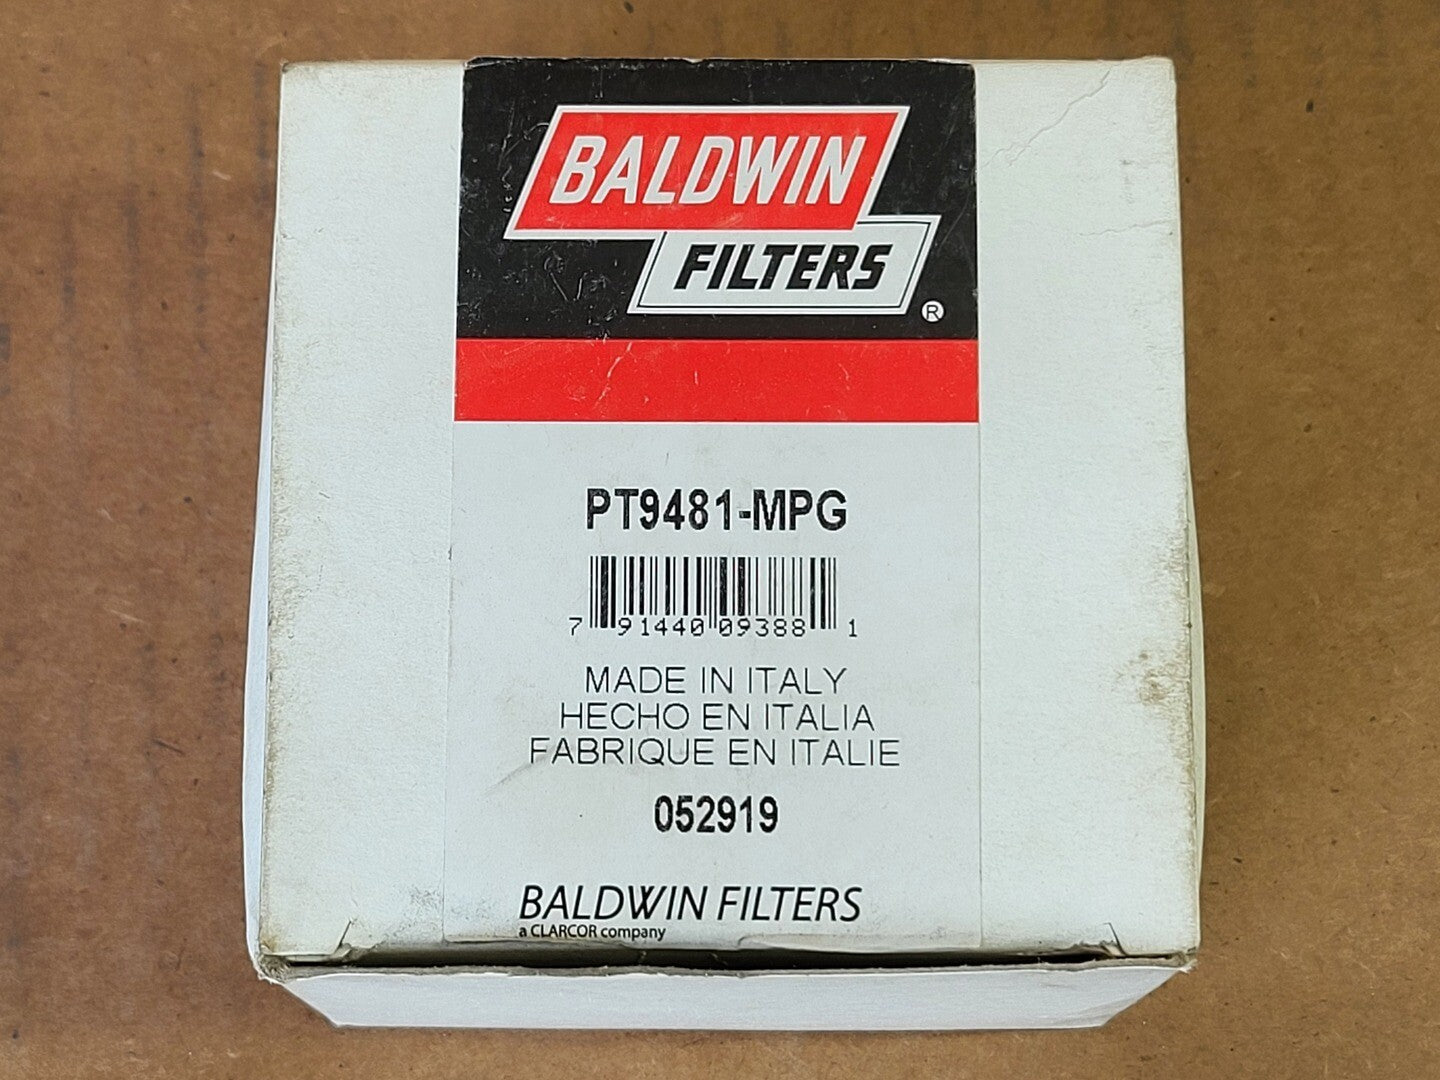 BALDWIN
FILTERS
®
PT9481-MPG
7 91440 09388 1
MADE IN ITALY
HECHO EN ITALIA
FABRIQUE EN ITALIE
052919
BALDWIN FILTERS
a CLARCOR company